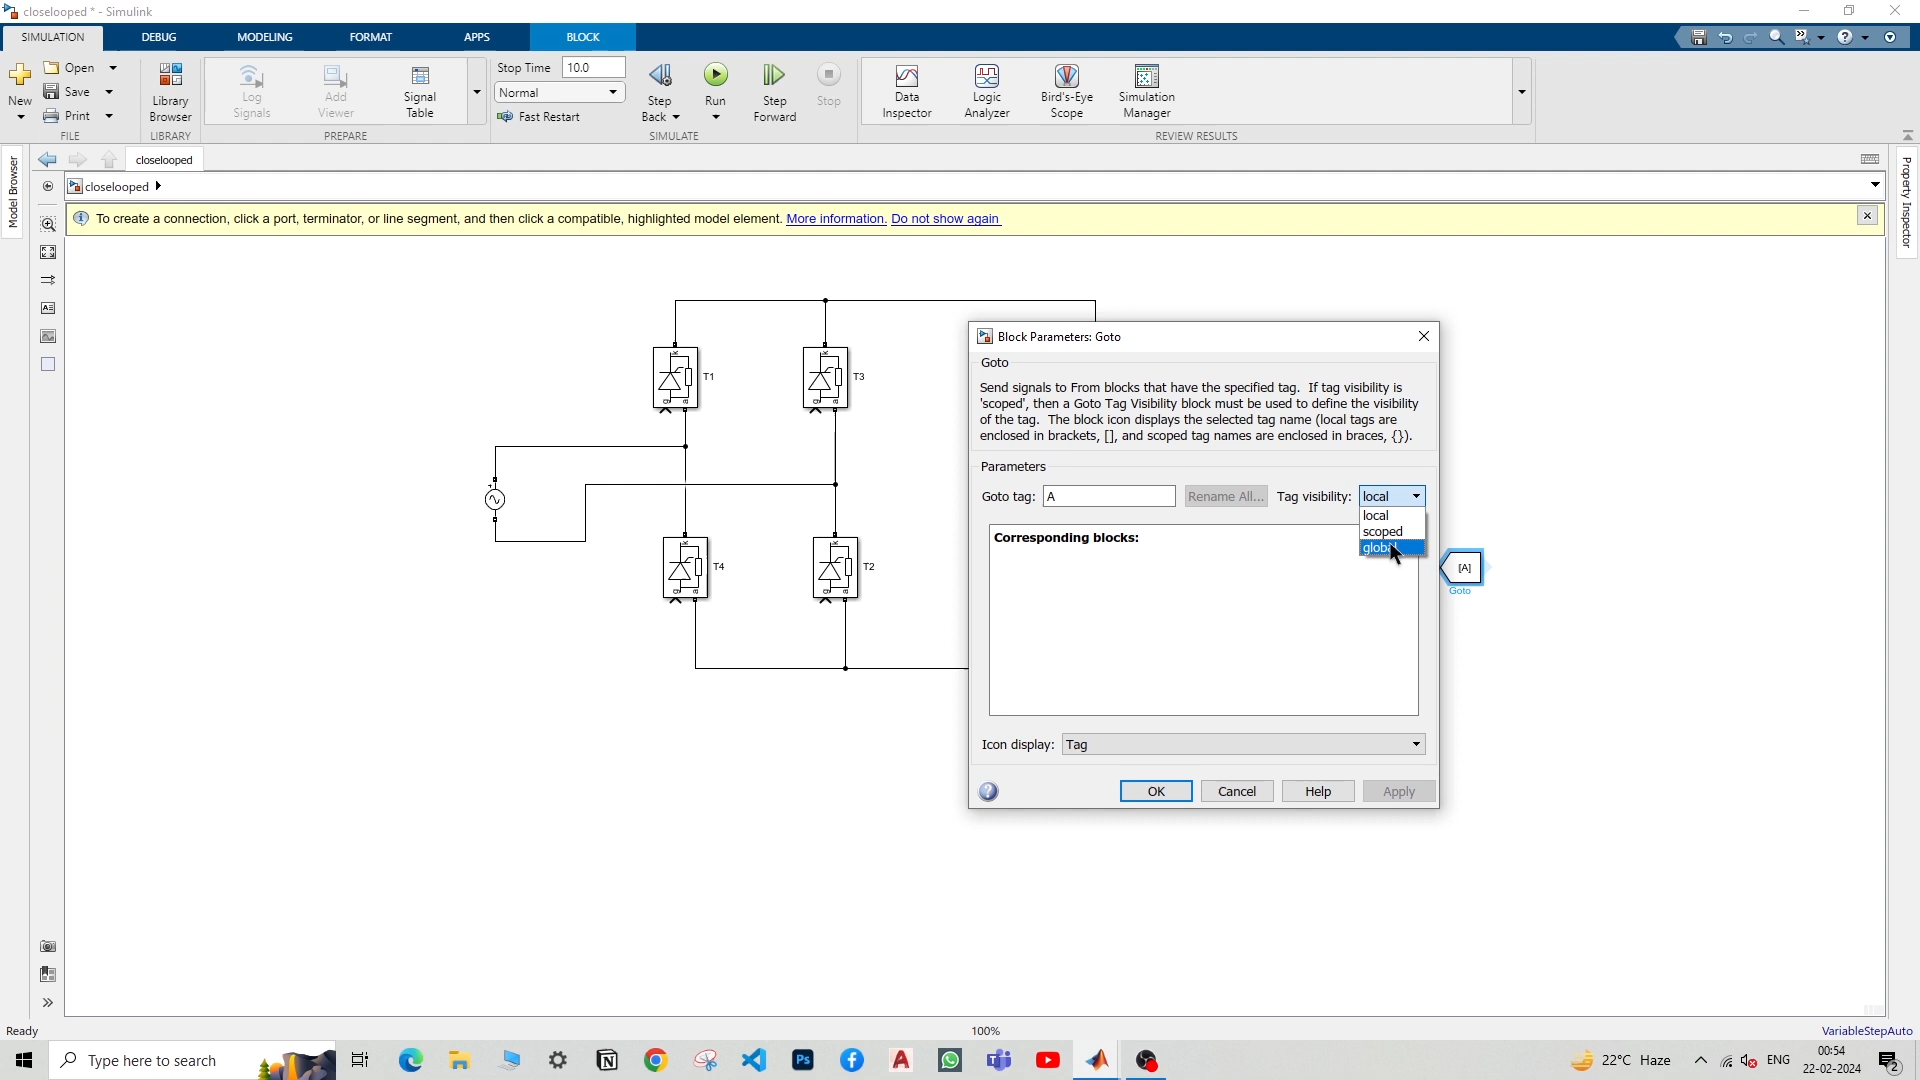 closelooped * - Simulink
SIMULATION DEBUG MODELING FORMAT APPS BLOCK
New
Open
Save
Print
FILE
Library
Browser
LIBRARY
Log
Signals
Add
Viewer
Signal
Table
PREPARE
Stop Time 10.0
Normal
Fast Restart
Step
Back
Run
Step
Forward
Stop
SIMULATE
Data
Inspector
Logic
Analyzer
Bird's-Eye
Scope
Simulation
Manager
REVIEW RESULTS
Model Browser
closelooped
closelooped
Property Inspector
To create a connection, click a port, terminator, or line segment, and then click a compatible, highlighted model element. More information. Do not show again
k
g a
T1
k
g a
T3
k
g a
T4
k
g a
T2
Block Parameters: Goto
Goto
Send signals to From blocks that have the specified tag. If tag visibility is
'scoped', then a Goto Tag Visibility block must be used to define the visibility
of the tag. The block icon displays the selected tag name (local tags are
enclosed in brackets, [], and scoped tag names are enclosed in braces, {}).
Parameters
Goto tag: A Rename All... Tag visibility: local
local
scoped
global
Corresponding blocks:
Icon display: Tag
OK Cancel Help Apply
[A]
Goto
Ready 100% VariableStepAuto
Type here to search
22°C Haze
ENG
00:54
22-02-2024
2